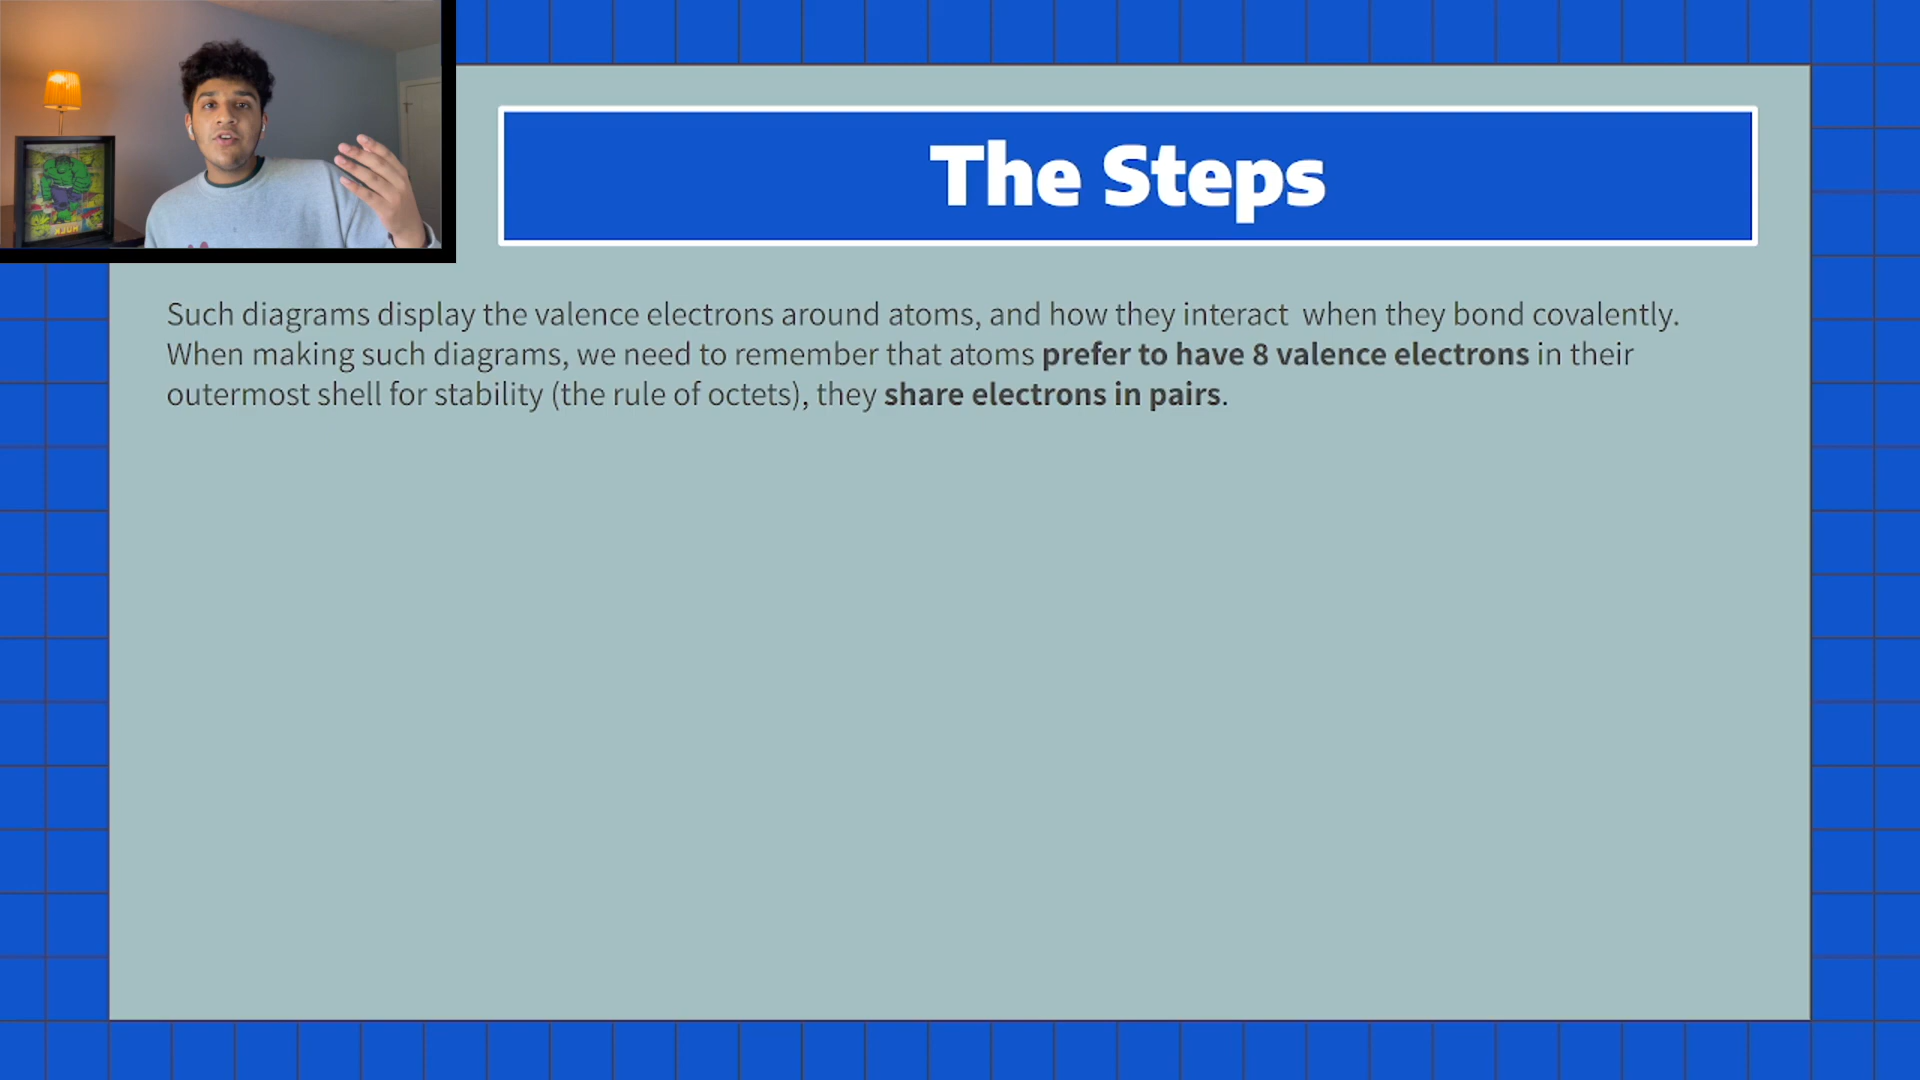 The Steps
Such diagrams display the valence electrons around atoms, and how they interact when they bond covalently.
When making such diagrams, we need to remember that atoms prefer to have 8 valence electrons in their
outermost shell for stability (the rule of octets), they share electrons in pairs.